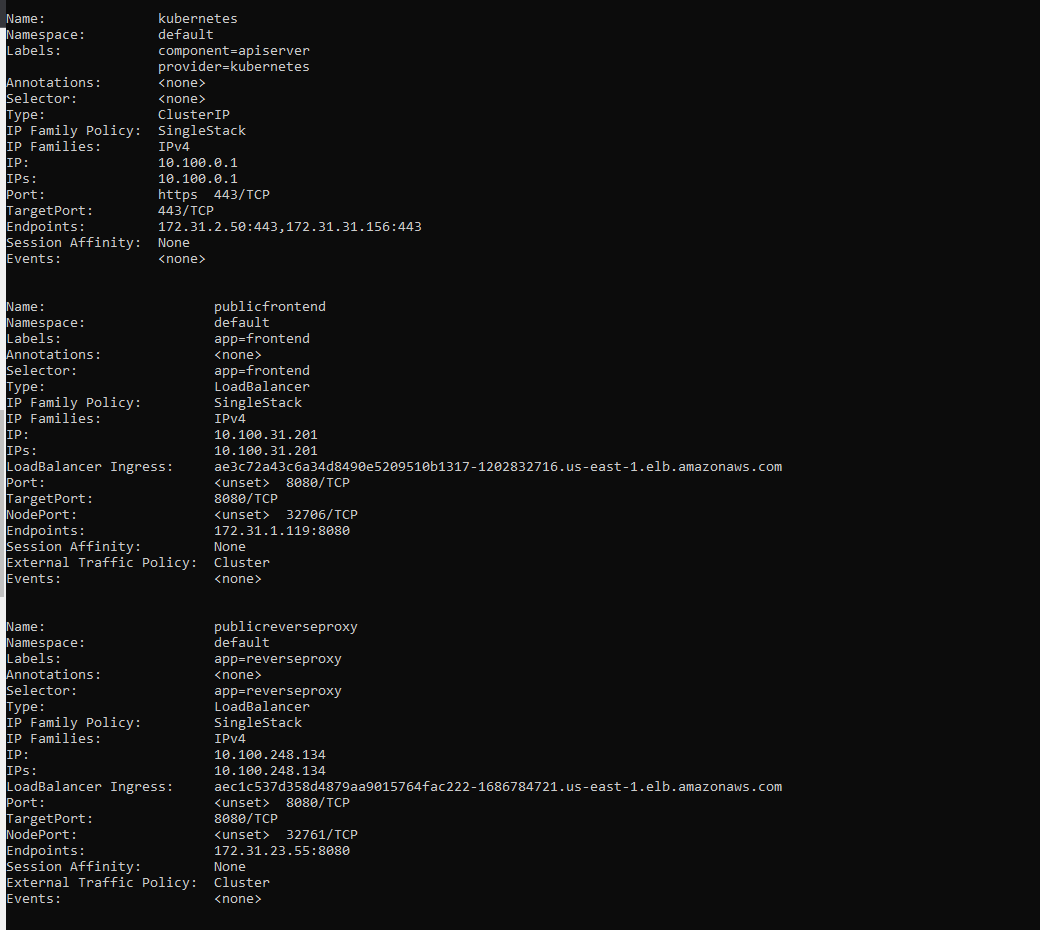 Name:              kubernetes
Namespace:         default
Labels:            component=apiserver
                   provider=kubernetes
Annotations:       <none>
Selector:          <none>
Type:              ClusterIP
IP Family Policy:  SingleStack
IP Families:       IPv4
IP:                10.100.0.1
IPs:               10.100.0.1
Port:              https  443/TCP
TargetPort:        443/TCP
Endpoints:         172.31.2.50:443,172.31.31.156:443
Session Affinity:  None
Events:            <none>

Name:                     publicfrontend
Namespace:                default
Labels:                   app=frontend
Annotations:              <none>
Selector:                 app=frontend
Type:                     LoadBalancer
IP Family Policy:         SingleStack
IP Families:              IPv4
IP:                       10.100.31.201
IPs:                      10.100.31.201
LoadBalancer Ingress:     ae3c72a43c6a34d8490e5209510b1317-1202832716.us-east-1.elb.amazonaws.com
Port:                     <unset>  8080/TCP
TargetPort:               8080/TCP
NodePort:                 <unset>  32706/TCP
Endpoints:                172.31.1.119:8080
Session Affinity:         None
External Traffic Policy:  Cluster
Events:                   <none>

Name:                     publicreverseproxy
Namespace:                default
Labels:                   app=reverseproxy
Annotations:              <none>
Selector:                 app=reverseproxy
Type:                     LoadBalancer
IP Family Policy:         SingleStack
IP Families:              IPv4
IP:                       10.100.248.134
IPs:                      10.100.248.134
LoadBalancer Ingress:     aec1c537d358d4879aa9015764fac222-1686784721.us-east-1.elb.amazonaws.com
Port:                     <unset>  8080/TCP
TargetPort:               8080/TCP
NodePort:                 <unset>  32761/TCP
Endpoints:                172.31.23.55:8080
Session Affinity:         None
External Traffic Policy:  Cluster
Events:                   <none>